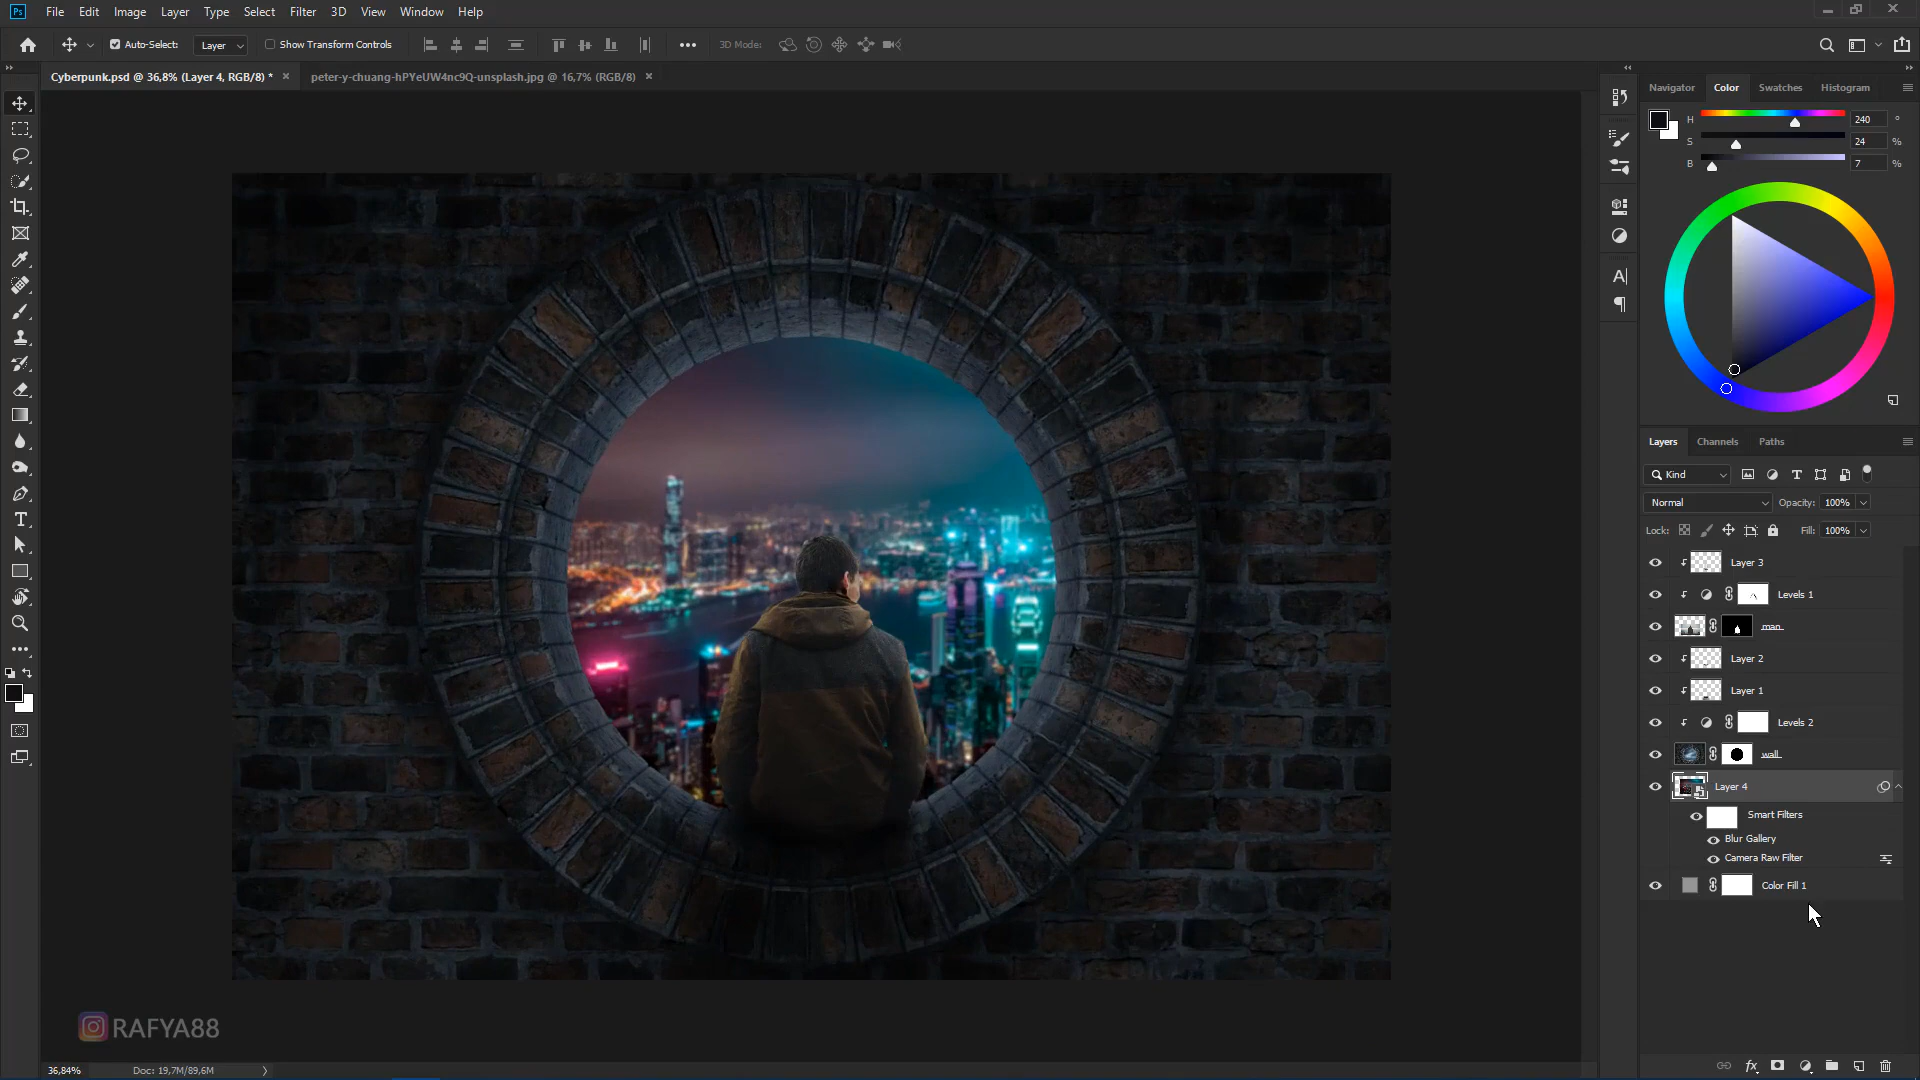 Ps File Edit Image Layer Type Select Filter 3D View Window Help
Auto-Select: Layer Show Transform Controls 3D Mode:
Cyberpunk.psd @ 36,8% (Layer 4, RGB/8) * peter-y-chuang-hPYeUW4nc9Q-unsplash.jpg @ 16,7% (RGB/8)
Navigator Color Swatches Histogram
H 240 °
S 24 %
B 7 %
Layers Channels Paths
Kind
Normal Opacity: 100%
Lock: Fill: 100%
Layer 3
Levels 1
man
Layer 2
Layer 1
Levels 2
wall
Layer 4
Smart Filters
Blur Gallery
Camera Raw Filter
Color Fill 1
RAFYA88
36,84% Doc: 19,7M/89,6M